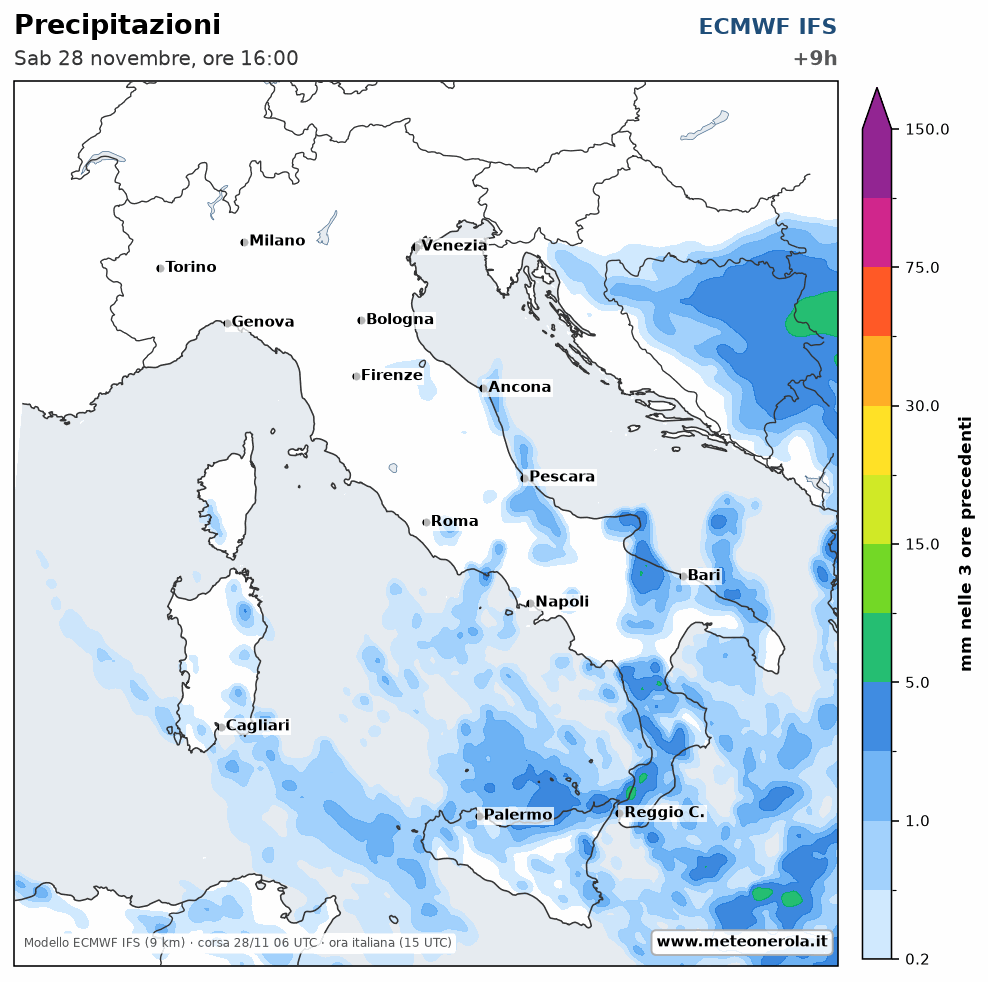 Precipitazioni
ECMWF IFS
Sab 28 novembre, ore 16:00
+9h
150.0
75.0
30.0
15.0
5.0
1.0
0.2
mm nelle 3 ore precedenti
Milano
Venezia
Torino
Genova
Bologna
Firenze
Ancona
Pescara
Roma
Bari
Napoli
Cagliari
Palermo
Reggio C.
Modello ECMWF IFS (9 km) · corsa 28/11 06 UTC · ora italiana (15 UTC)
www.meteonerola.it